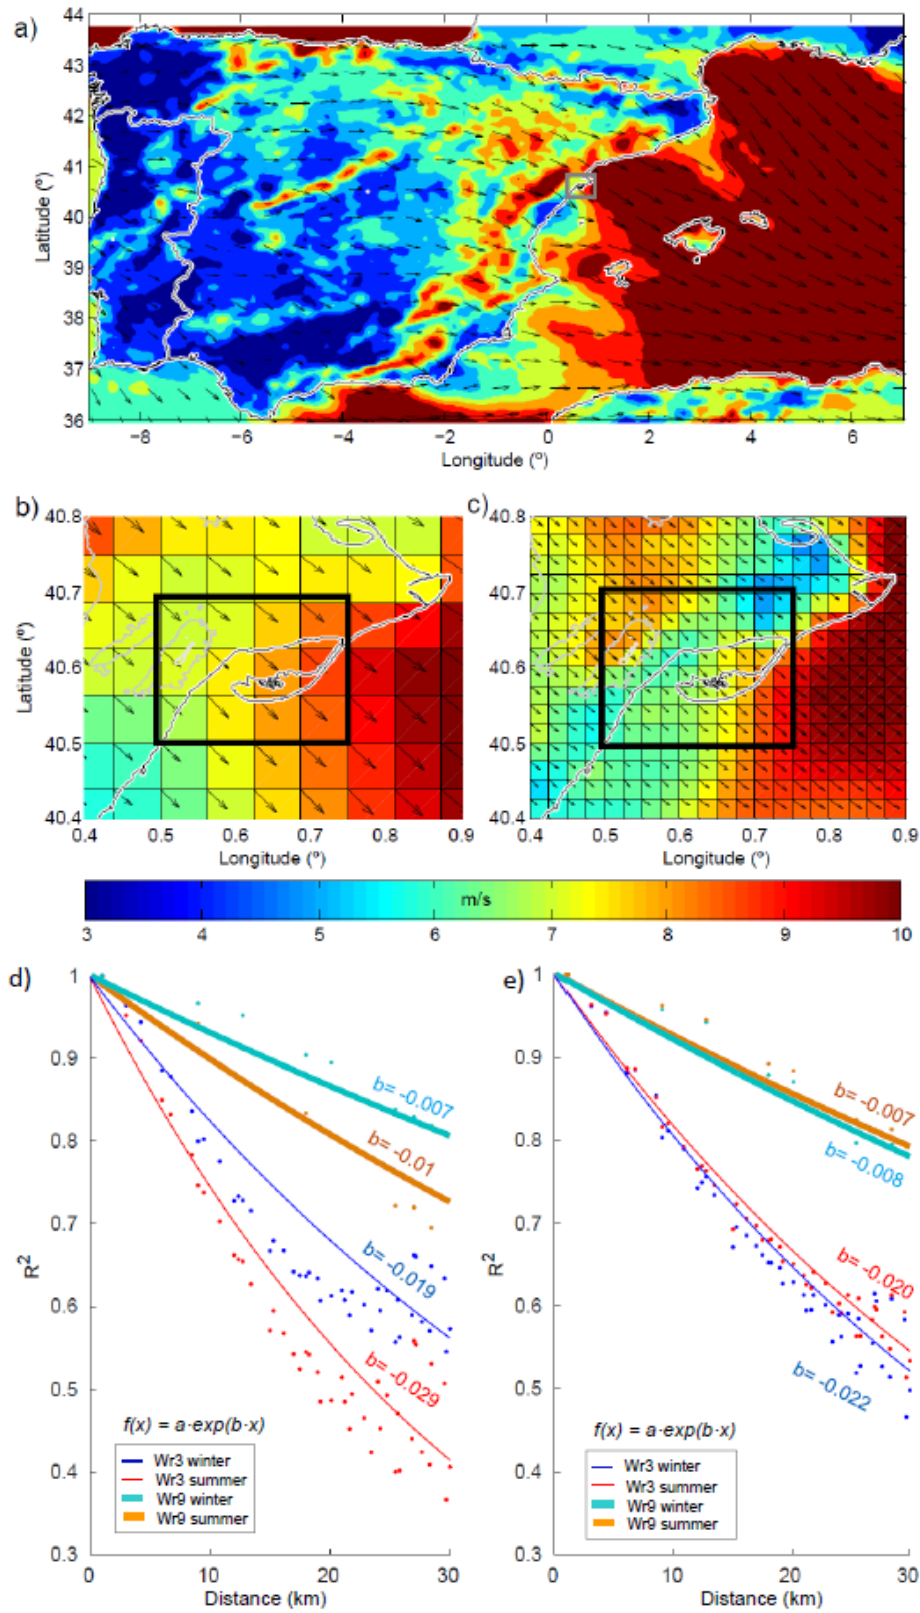 a)
44
43
42
41
40
39
38
37
36
Latitude (º)
−8 −6 −4 −2 0 2 4 6
Longitude (º)
b)
40.8
40.7
40.6
40.5
40.4
Latitude (º)
0.4 0.5 0.6 0.7 0.8 0.9
Longitude (º)
c)
40.8
40.7
40.6
40.5
40.4
0.4 0.5 0.6 0.7 0.8 0.9
Longitude (º)
m/s
3 4 5 6 7 8 9 10
d)
1
0.9
0.8
0.7
0.6
0.5
0.4
0.3
R2
b= -0.007
b= -0.01
b= -0.019
b= -0.029
f(x) = a·exp(b·x)
Wr3 winter
Wr3 summer
Wr9 winter
Wr9 summer
0 10 20 30
Distance (km)
e)
1
0.9
0.8
0.7
0.6
0.5
0.4
0.3
R2
b= -0.007
b= -0.008
b= -0.020
b= -0.022
f(x) = a·exp(b·x)
Wr3 winter
Wr3 summer
Wr9 winter
Wr9 summer
0 10 20 30
Distance (km)